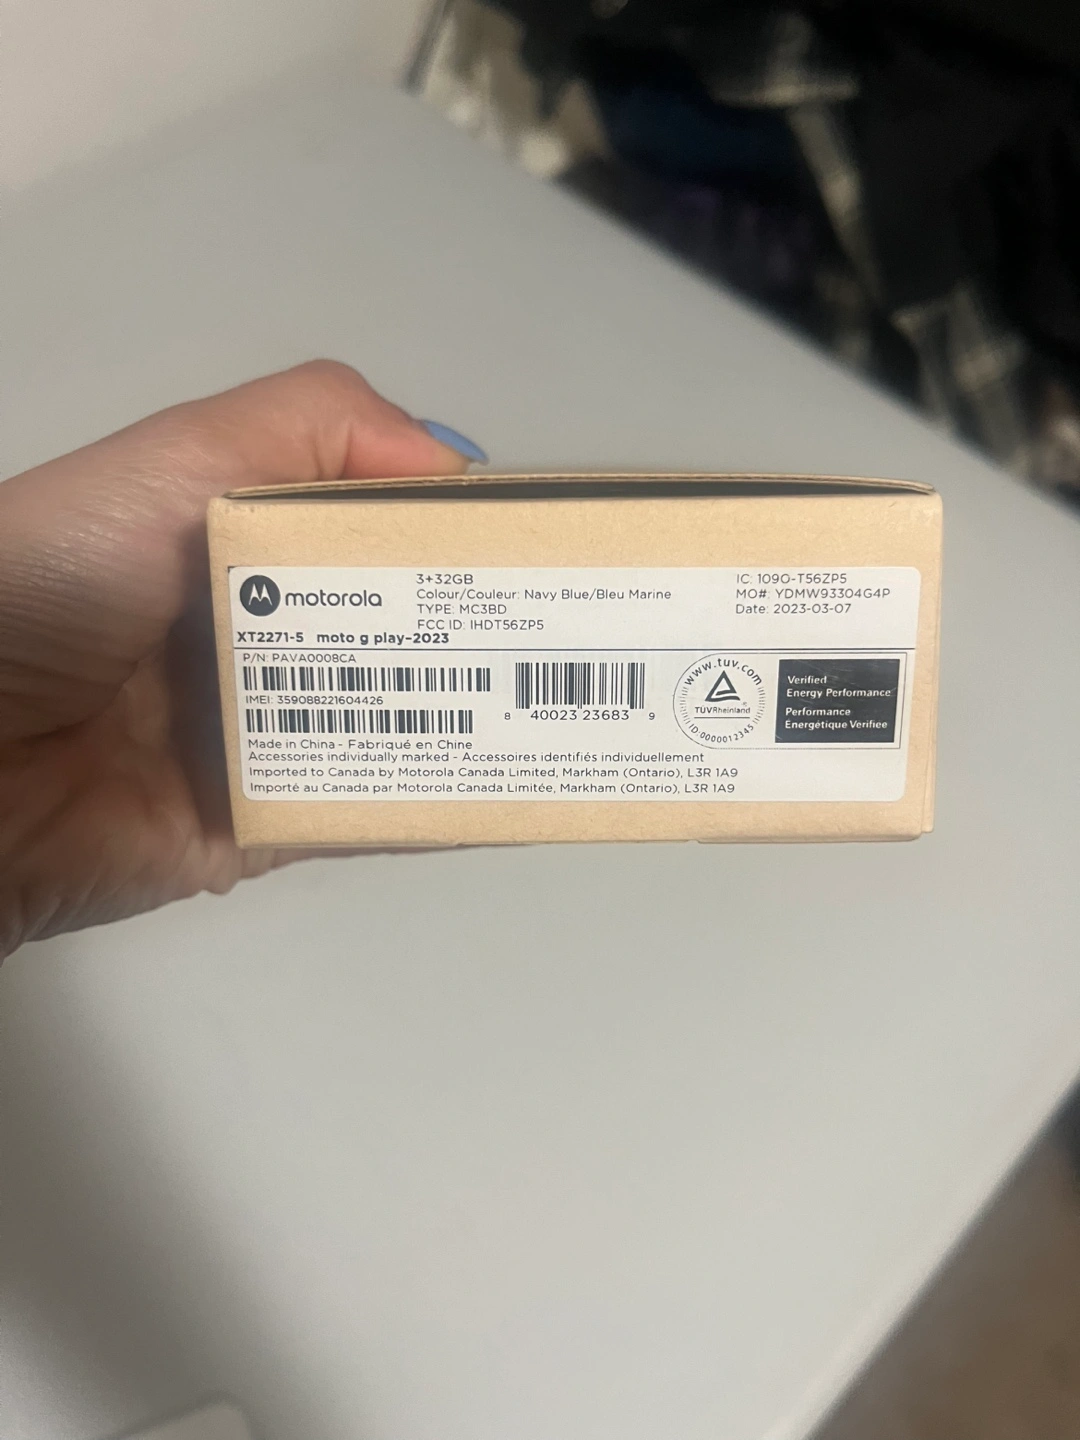 motorola
3+32GB
Colour/Couleur: Navy Blue/Bleu Marine
TYPE: MC3BD
FCC ID: IHDT56ZP5
IC: 1090-T56ZP5
MO#: YDMW93304G4P
Date: 2023-03-07
XT2271-5 moto g play-2023
P/N: PAVA0008CA
IMEI: 359088221604426
8 40023 23683 9
www.tuv.com
TÜVRheinland®
ID:0000012345
Verified
Energy Performance
Performance
Energétique Vérifiée
Made in China - Fabriqué en Chine
Accessories individually marked - Accessoires identifiés individuellement
Imported to Canada by Motorola Canada Limited, Markham (Ontario), L3R 1A9
Importé au Canada par Motorola Canada Limitée, Markham (Ontario), L3R 1A9